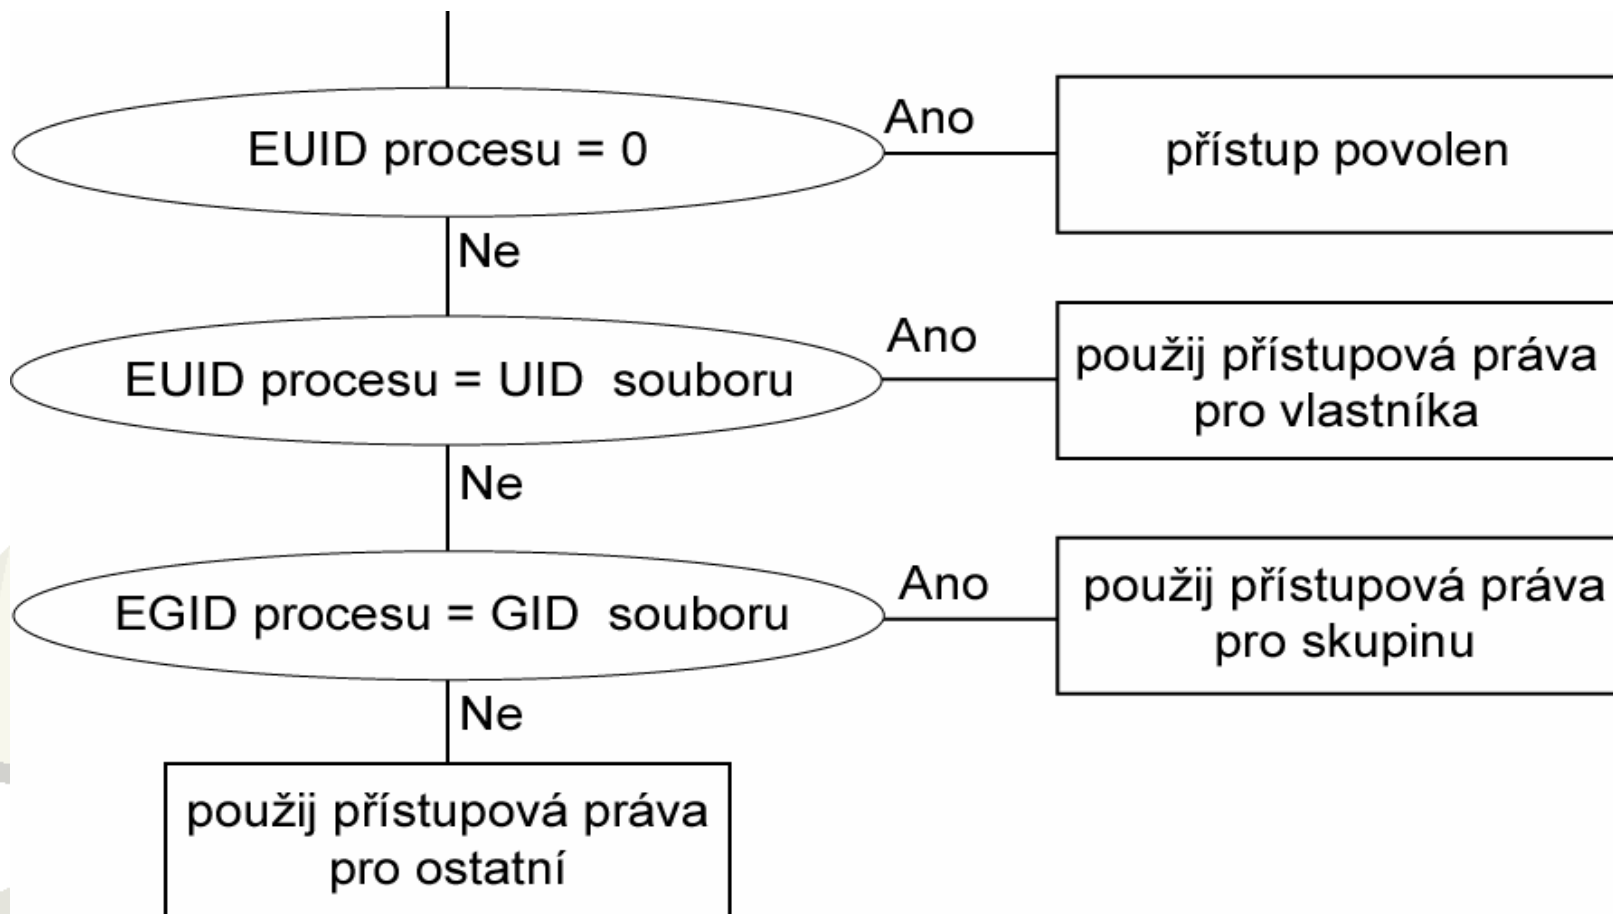 EUID procesu = 0
Ano
přístup povolen
Ne
EUID procesu = UID souboru
Ano
použij přístupová práva
pro vlastníka
Ne
EGID procesu = GID souboru
Ano
použij přístupová práva
pro skupinu
Ne
použij přístupová práva
pro ostatní